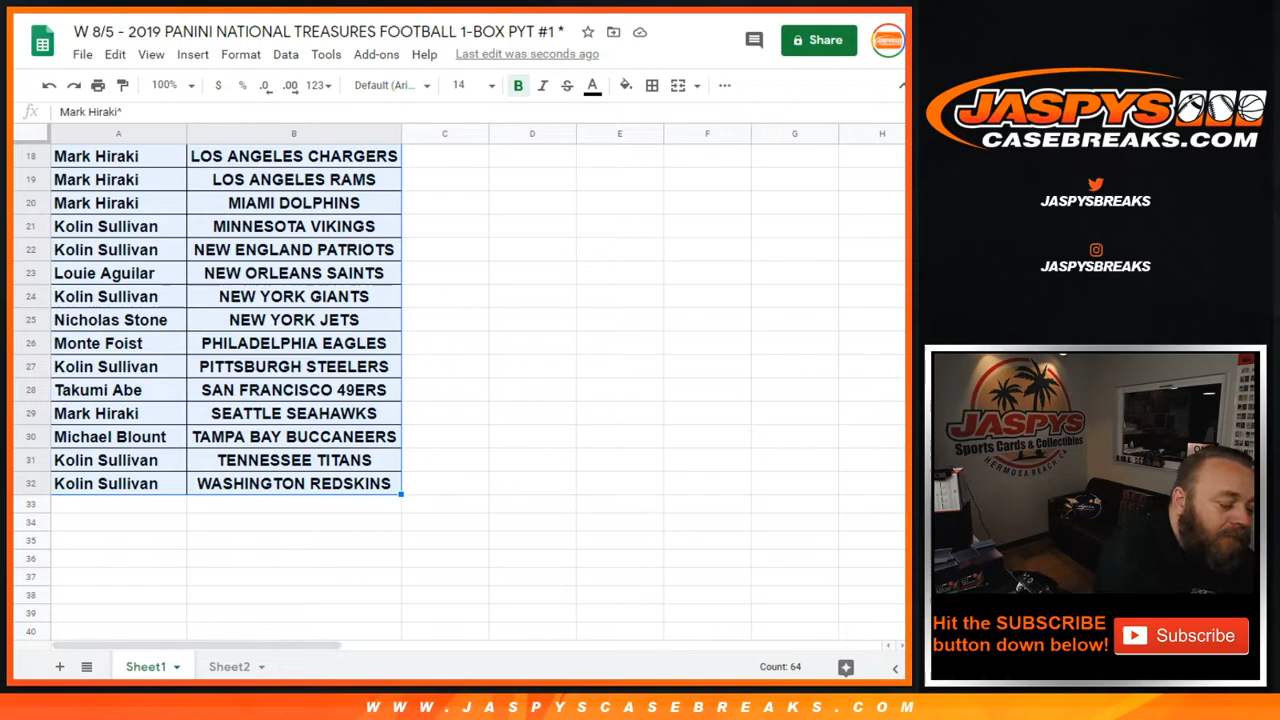 W 8/5 - 2019 PANINI NATIONAL TREASURES FOOTBALL 1-BOX PYT #1 *
File Edit View Insert Format Data Tools Add-ons Help Last edit was seconds ago
Share
100% $ % .0 .00 123 Default (Ari... 14 B I S A
fx Mark Hiraki^
A B C D E F G H
18 Mark Hiraki LOS ANGELES CHARGERS
19 Mark Hiraki LOS ANGELES RAMS
20 Mark Hiraki MIAMI DOLPHINS
21 Kolin Sullivan MINNESOTA VIKINGS
22 Kolin Sullivan NEW ENGLAND PATRIOTS
23 Louie Aguilar NEW ORLEANS SAINTS
24 Kolin Sullivan NEW YORK GIANTS
25 Nicholas Stone NEW YORK JETS
26 Monte Foist PHILADELPHIA EAGLES
27 Kolin Sullivan PITTSBURGH STEELERS
28 Takumi Abe SAN FRANCISCO 49ERS
29 Mark Hiraki SEATTLE SEAHAWKS
30 Michael Blount TAMPA BAY BUCCANEERS
31 Kolin Sullivan TENNESSEE TITANS
32 Kolin Sullivan WASHINGTON REDSKINS
33
34
35
36
37
38
39
40
Sheet1 Sheet2 Count: 64
JASPYS
CASEBREAKS.COM
JASPYSBREAKS
JASPYSBREAKS
JASPYS
Sports Cards & Collectibles
HERMOSA BEACH CA
Hit the SUBSCRIBE
button down below!
Subscribe
WWW.JASPYSCASEBREAKS.COM